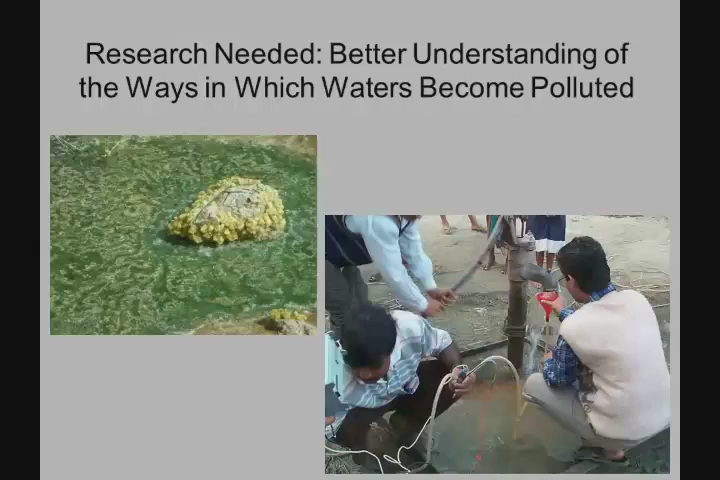 Research Needed: Better Understanding of
the Ways in Which Waters Become Polluted